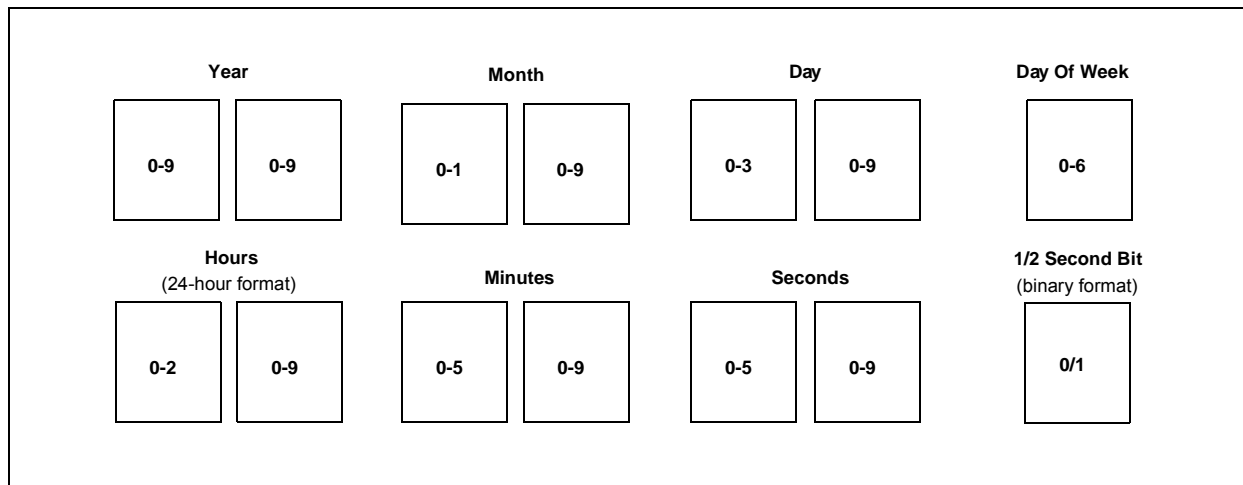 Year
Month
Day
Day Of Week
0-9 0-9
0-1 0-9
0-3 0-9
0-6
Hours
(24-hour format)
Minutes
Seconds
1/2 Second Bit
(binary format)
0-2 0-9
0-5 0-9
0-5 0-9
0/1